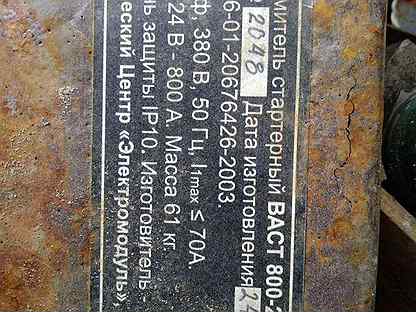 митель стартерный ВАСТ 800-2
2048 Дата изготовления 2
6-01-20676426-2003.
ф, 380 В, 50 Гц, I1max ≤ 70А.
24 В - 800 А. Масса 61 кг.
ь защиты IP10. Изготовитель -
еский Центр «Электромодуль»,